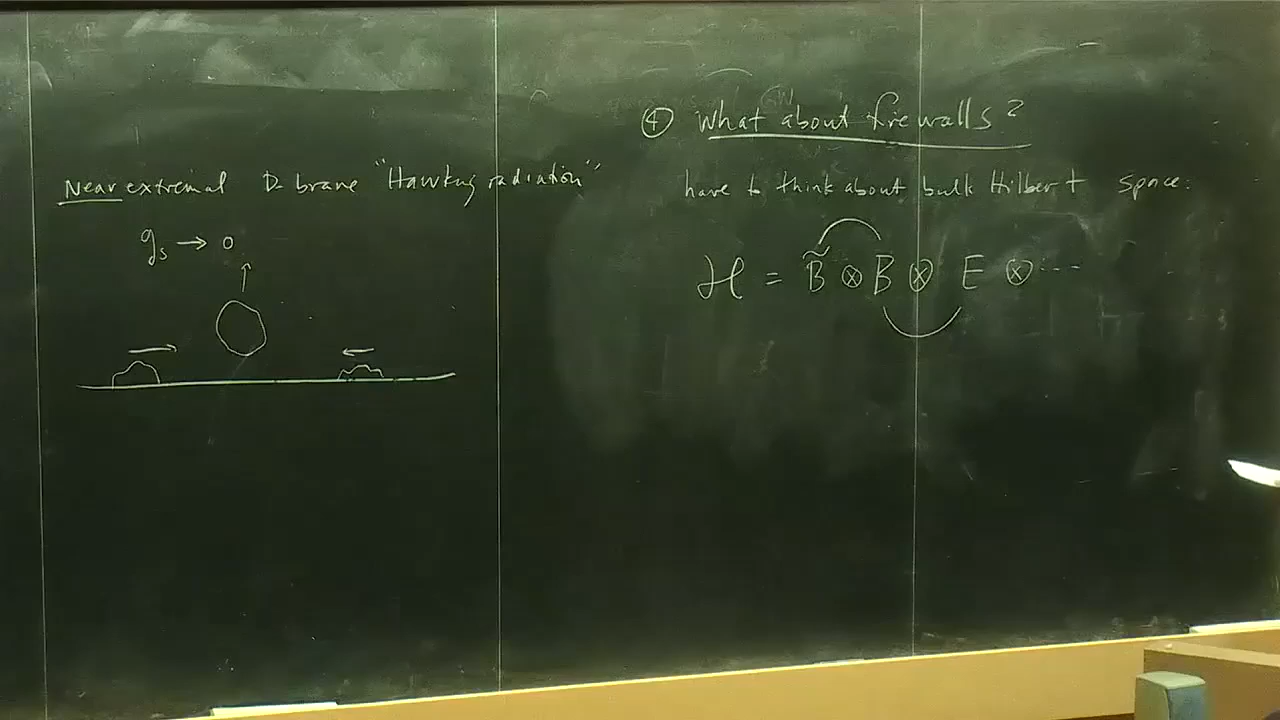 Near extremal D-brane "Hawking radiation"
g_s → 0
④ What about firewalls?
have to think about bulk Hilbert space:
ℋ = B̃ ⊗ B ⊗ E ⊗ ---